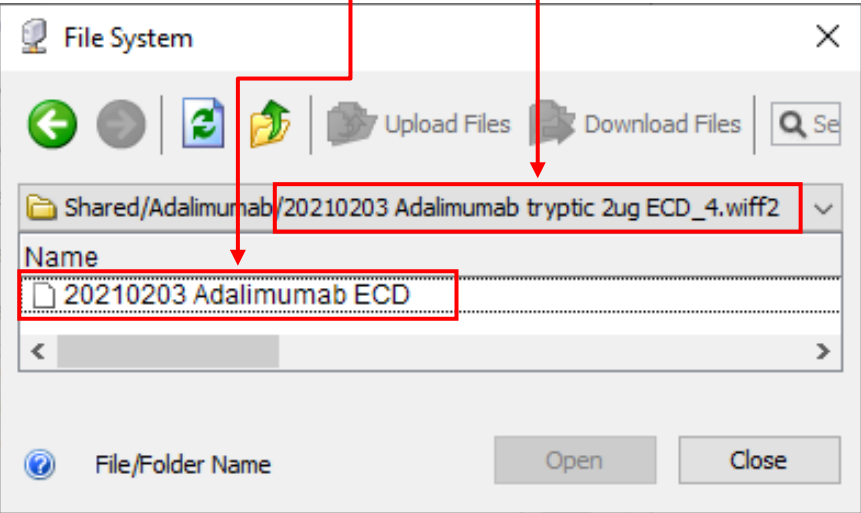 File System
Upload Files Download Files Se
Shared/Adalimumab/20210203 Adalimumab tryptic 2ug ECD_4.wiff2
Name
20210203 Adalimumab ECD
File/Folder Name Open Close